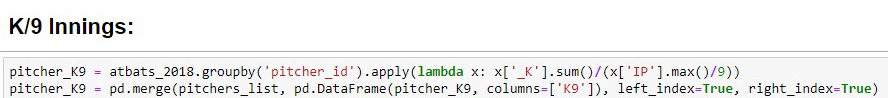 K/9 Innings:
pitcher_K9 = atbats_2018.groupby('pitcher_id').apply(lambda x: x['_K'].sum()/(x['IP'].max()/9))
pitcher_K9 = pd.merge(pitchers_list, pd.DataFrame(pitcher_K9, columns=['K9']), left_index=True, right_index=True)